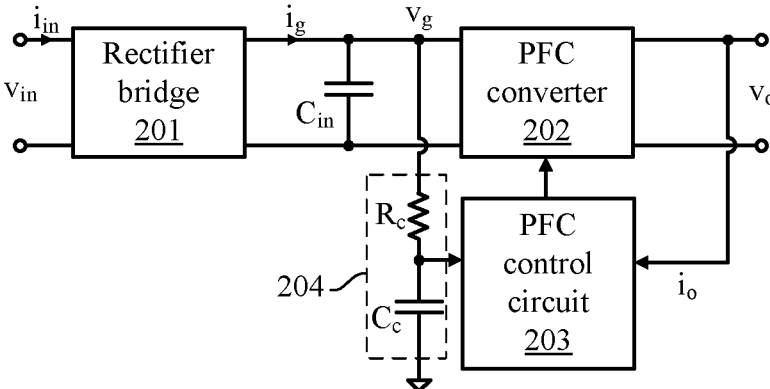 i_in
i_g
v_g
v_in
Rectifier
bridge
201
C_in
PFC
converter
202
R_c
C_c
204
PFC
control
circuit
203
i_o